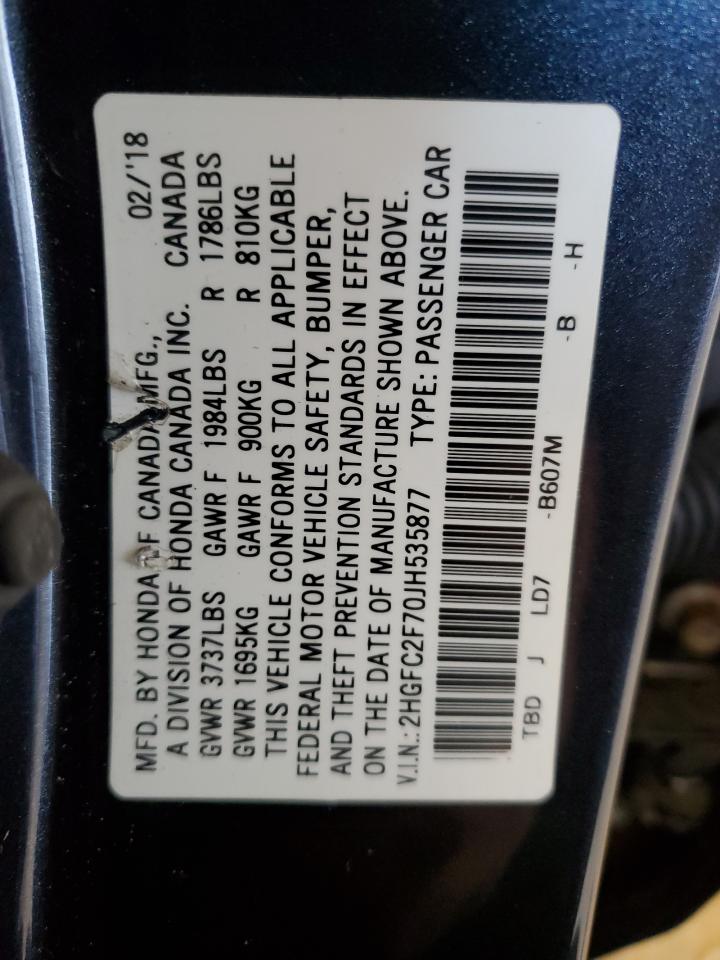 MFD. BY HONDA OF CANADA MFG., 02/'18
A DIVISION OF HONDA CANADA INC. CANADA
GVWR 3737LBS GAWR F 1984LBS R 1786LBS
GVWR 1695KG GAWR F 900KG R 810KG
THIS VEHICLE CONFORMS TO ALL APPLICABLE
FEDERAL MOTOR VEHICLE SAFETY, BUMPER,
AND THEFT PREVENTION STANDARDS IN EFFECT
ON THE DATE OF MANUFACTURE SHOWN ABOVE.
V.I.N.: 2HGFC2F70JH535877 TYPE: PASSENGER CAR
TBD J LD7 -B607M -B -H